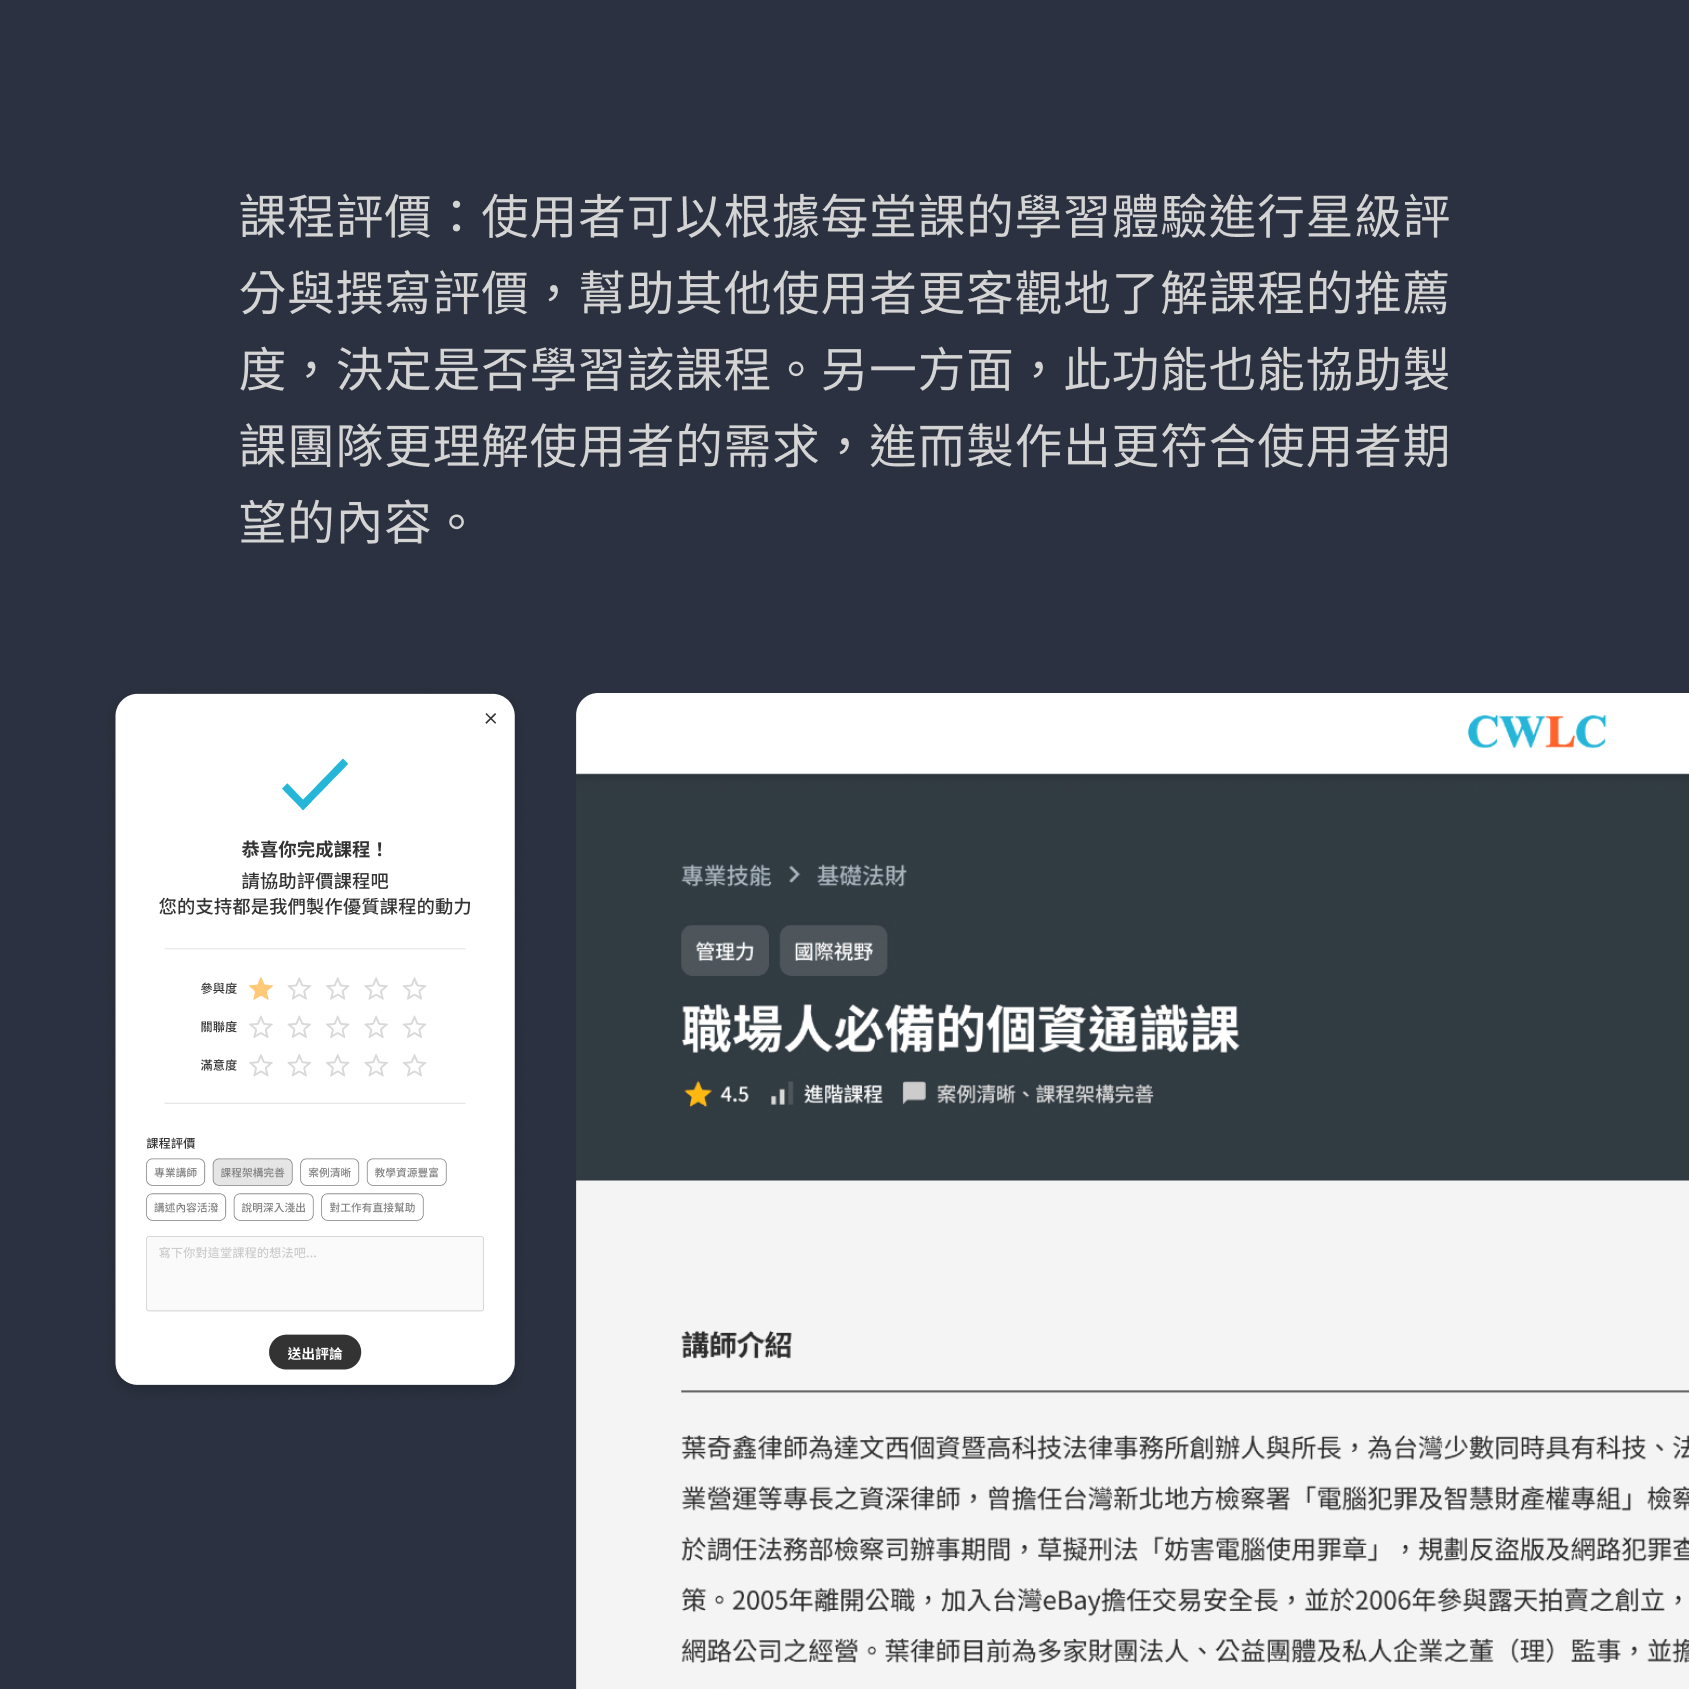 課程評價：使用者可以根據每堂課的學習體驗進行星級評
分與撰寫評價，幫助其他使用者更客觀地了解課程的推薦
度，決定是否學習該課程。另一方面，此功能也能協助製
課團隊更理解使用者的需求，進而製作出更符合使用者期
望的內容。
恭喜你完成課程！
請協助評價課程吧
您的支持都是我們製作優質課程的動力
參與度
關聯度
滿意度
課程評價
專業講師 課程架構完善 案例清晰 教學資源豐富
講述內容活潑 說明深入淺出 對工作有直接幫助
寫下你對這堂課程的想法吧...
送出評論
CWLC
專業技能 > 基礎法財
管理力 國際視野
職場人必備的個資通識課
4.5 進階課程 案例清晰、課程架構完善
講師介紹
葉奇鑫律師為達文西個資暨高科技法律事務所創辦人與所長，為台灣少數同時具有科技、法
業營運等專長之資深律師，曾擔任台灣新北地方檢察署「電腦犯罪及智慧財產權專組」檢察
於調任法務部檢察司辦事期間，草擬刑法「妨害電腦使用罪章」，規劃反盜版及網路犯罪查
策。2005年離開公職，加入台灣eBay擔任交易安全長，並於2006年參與露天拍賣之創立，
網路公司之經營。葉律師目前為多家財團法人、公益團體及私人企業之董（理）監事，並擔